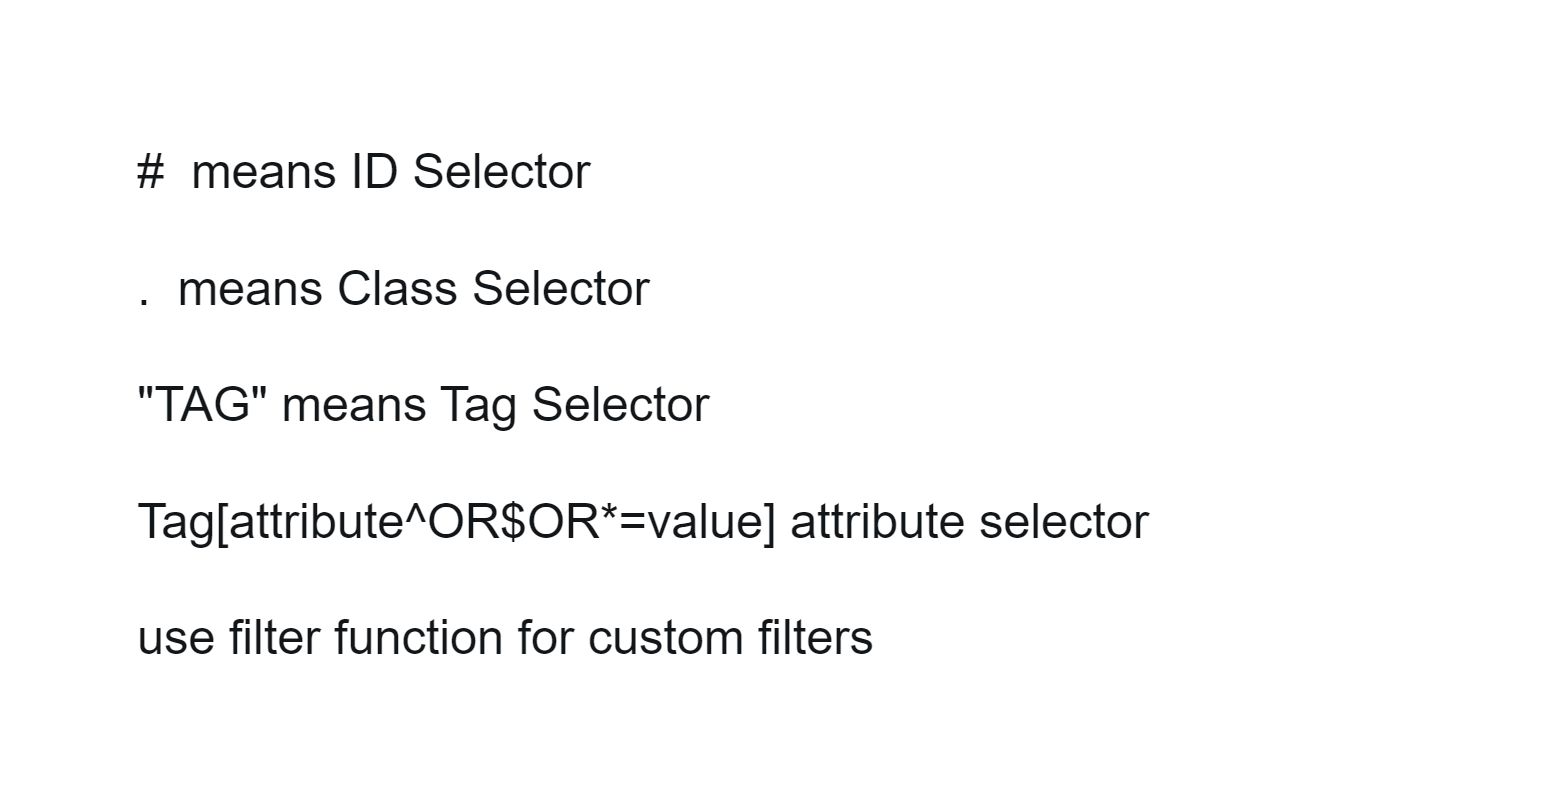 #  means ID Selector
.  means Class Selector
"TAG" means Tag Selector
Tag[attribute^OR$OR*=value] attribute selector
use filter function for custom filters